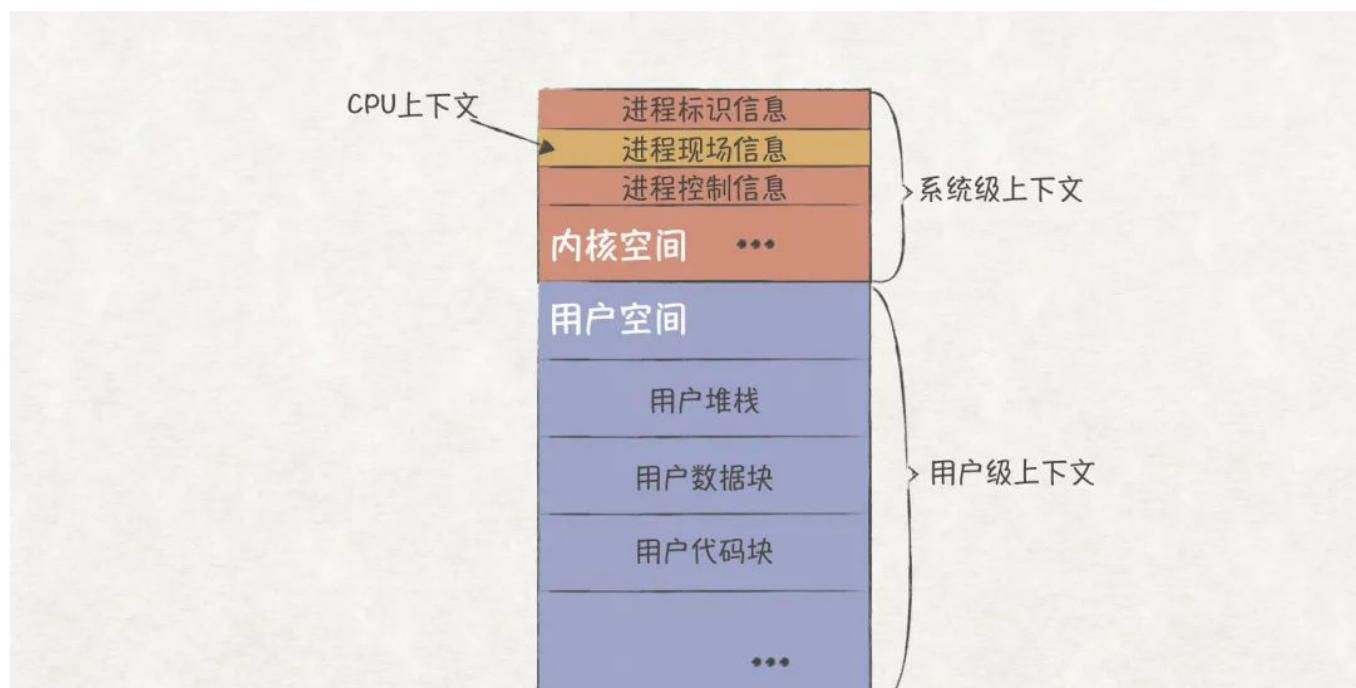 CPU上下文
进程标识信息
进程现场信息
进程控制信息
系统级上下文
内核空间 •••
用户空间
用户堆栈
用户数据块
用户级上下文
用户代码块
•••